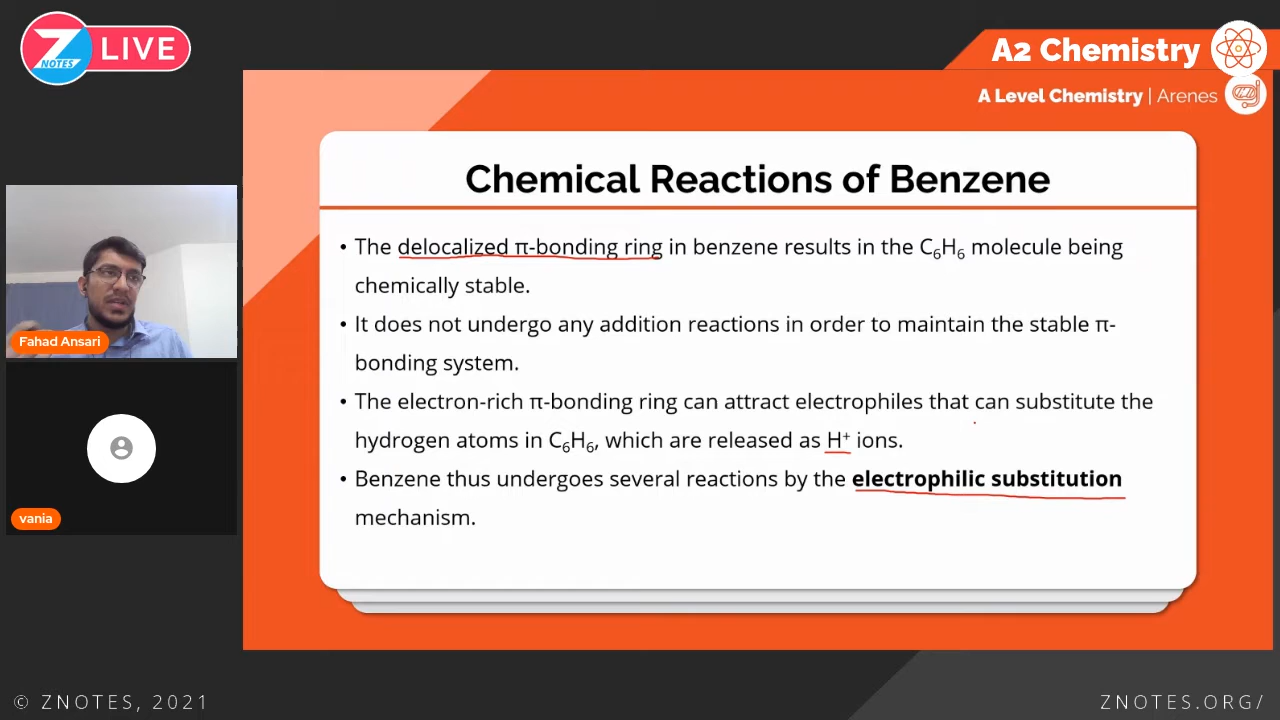 Z NOTES LIVE
A2 Chemistry
A Level Chemistry | Arenes
Chemical Reactions of Benzene
• The delocalized π-bonding ring in benzene results in the C₆H₆ molecule being
chemically stable.
• It does not undergo any addition reactions in order to maintain the stable π-
bonding system.
• The electron-rich π-bonding ring can attract electrophiles that can substitute the
hydrogen atoms in C₆H₆, which are released as H⁺ ions.
• Benzene thus undergoes several reactions by the electrophilic substitution
mechanism.
Fahad Ansari
vania
© ZNOTES, 2021
ZNOTES.ORG/